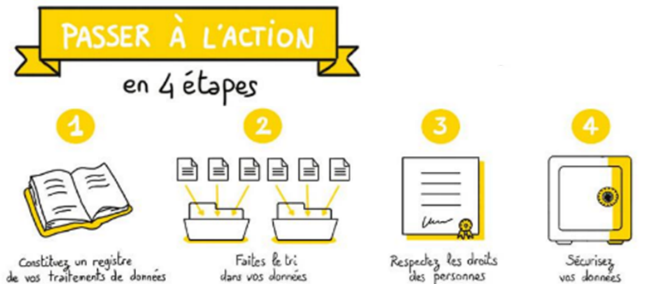 PASSER À L'ACTION
en 4 étapes
1
2
3
4
Constituez un registre
de vos traitements de données
Faites le tri
dans vos données
Respectez les droits
des personnes
Sécurisez
vos données